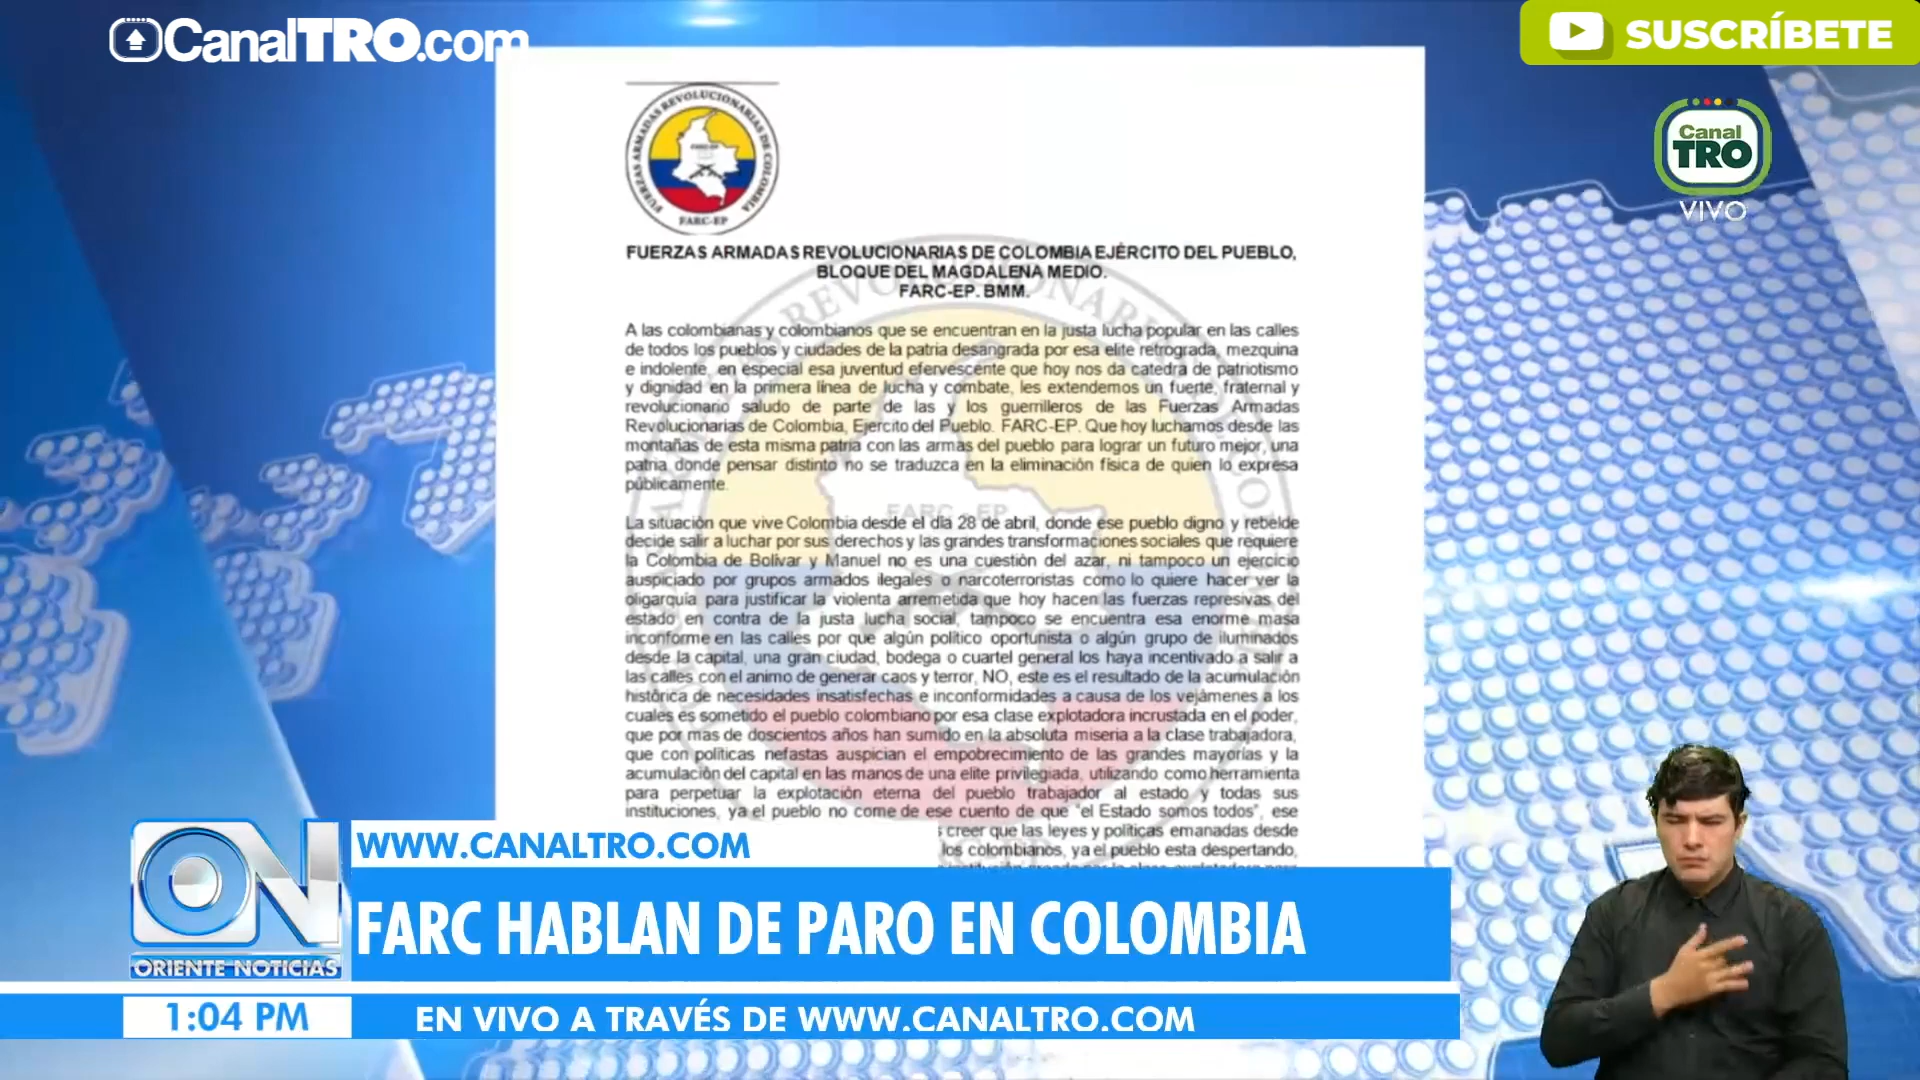 CanalTRO.com
SUSCRÍBETE
Canal
TRO
VIVO
FUERZAS ARMADAS REVOLUCIONARIAS DE COLOMBIA
FARC-EP
FUERZAS ARMADAS REVOLUCIONARIAS DE COLOMBIA EJÉRCITO DEL PUEBLO,
BLOQUE DEL MAGDALENA MEDIO.
FARC-EP. BMM.
A las colombianas y colombianos que se encuentran en la justa lucha popular en las calles
de todos los pueblos y ciudades de la patria desangrada por esa elite retrograda, mezquina
e indolente, en especial esa juventud efervescente que hoy nos da catedra de patriotismo
y dignidad en la primera línea de lucha y combate, les extendemos un fuerte, fraternal y
revolucionario saludo de parte de las y los guerrilleros de las Fuerzas Armadas
Revolucionarias de Colombia, Ejercito del Pueblo. FARC-EP. Que hoy luchamos desde las
montañas de esta misma patria con las armas del pueblo para lograr un futuro mejor, una
patria donde pensar distinto no se traduzca en la eliminación física de quien lo expresa
públicamente.
La situación que vive Colombia desde el día 28 de abril, donde ese pueblo digno y rebelde
decide salir a luchar por sus derechos y las grandes transformaciones sociales que requiere
la Colombia de Bolívar y Manuel no es una cuestión del azar, ni tampoco un ejercicio
auspiciado por grupos armados ilegales o narcoterroristas como lo quiere hacer ver la
oligarquía para justificar la violenta arremetida que hoy hacen las fuerzas represivas del
estado en contra de la justa lucha social, tampoco se encuentra esa enorme masa
inconforme en las calles por que algún político oportunista o algún grupo de iluminados
desde la capital, una gran ciudad, bodega o cuartel general los haya incentivado a salir a
las calles con el animo de generar caos y terror, NO, este es el resultado de la acumulación
histórica de necesidades insatisfechas e inconformidades a causa de los vejámenes a los
cuales es sometido el pueblo colombiano por esa clase explotadora incrustada en el poder,
que por mas de doscientos años han sumido en la absoluta miseria a la clase trabajadora,
que con políticas nefastas auspician el empobrecimiento de las grandes mayorías y la
acumulación del capital en las manos de una elite privilegiada, utilizando como herramienta
para perpetuar la explotación eterna del pueblo trabajador al estado y todas sus
instituciones, ya el pueblo no come de ese cuento de que "el Estado somos todos", ese
creer que las leyes y políticas emanadas desde
los colombianos, ya el pueblo esta despertando,
WWW.CANALTRO.COM
ON
ORIENTE NOTICIAS
FARC HABLAN DE PARO EN COLOMBIA
1:04 PM
EN VIVO A TRAVÉS DE WWW.CANALTRO.COM